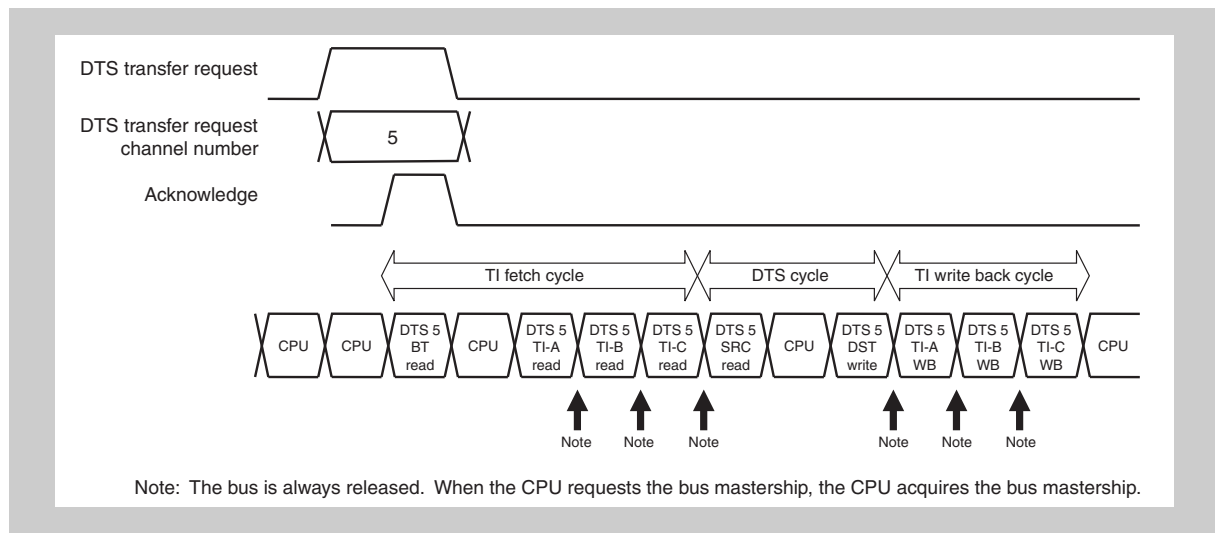 DTS transfer request
DTS transfer request
channel number
5
Acknowledge
TI fetch cycle
DTS cycle
TI write back cycle
CPU
CPU
DTS 5
BT
read
CPU
DTS 5
TI-A
read
DTS 5
TI-B
read
DTS 5
TI-C
read
DTS 5
SRC
read
CPU
DTS 5
DST
write
DTS 5
TI-A
WB
DTS 5
TI-B
WB
DTS 5
TI-C
WB
CPU
Note
Note
Note
Note
Note
Note
Note: The bus is always released. When the CPU requests the bus mastership, the CPU acquires the bus mastership.